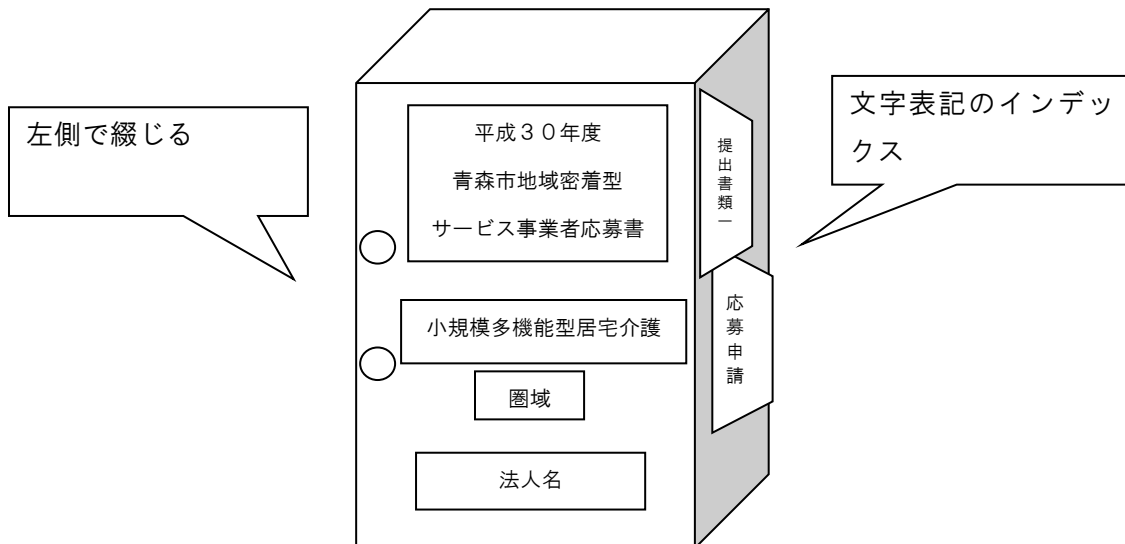 左側で綴じる
平成３０年度
青森市地域密着型
サービス事業者応募書
小規模多機能型居宅介護
圏域
法人名
提出書類一
応募申請
文字表記のインデッ
クス